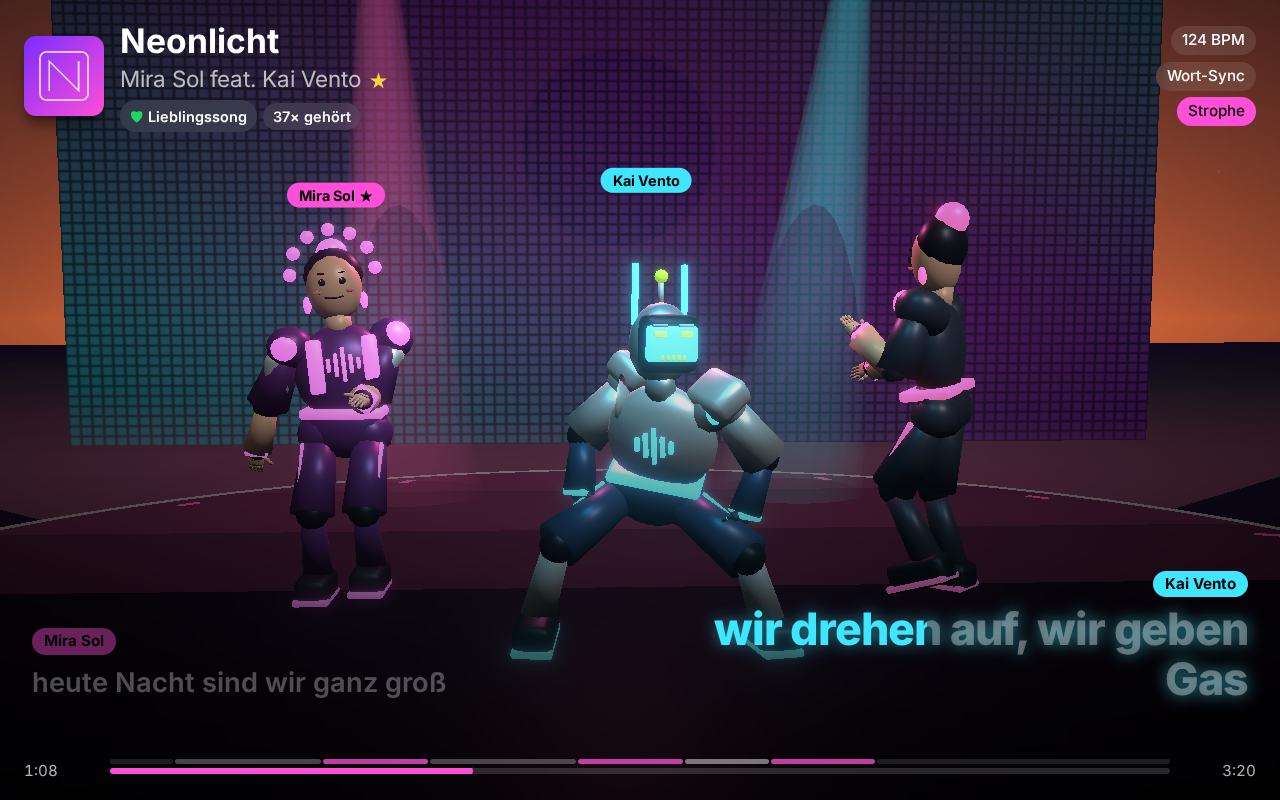 N
Neonlicht
Mira Sol feat. Kai Vento ★
Lieblingssong
37× gehört
124 BPM
Wort-Sync
Strophe
Mira Sol ★
Kai Vento
Kai Vento
wir drehen auf, wir geben
Gas
Mira Sol
heute Nacht sind wir ganz groß
1:08
3:20